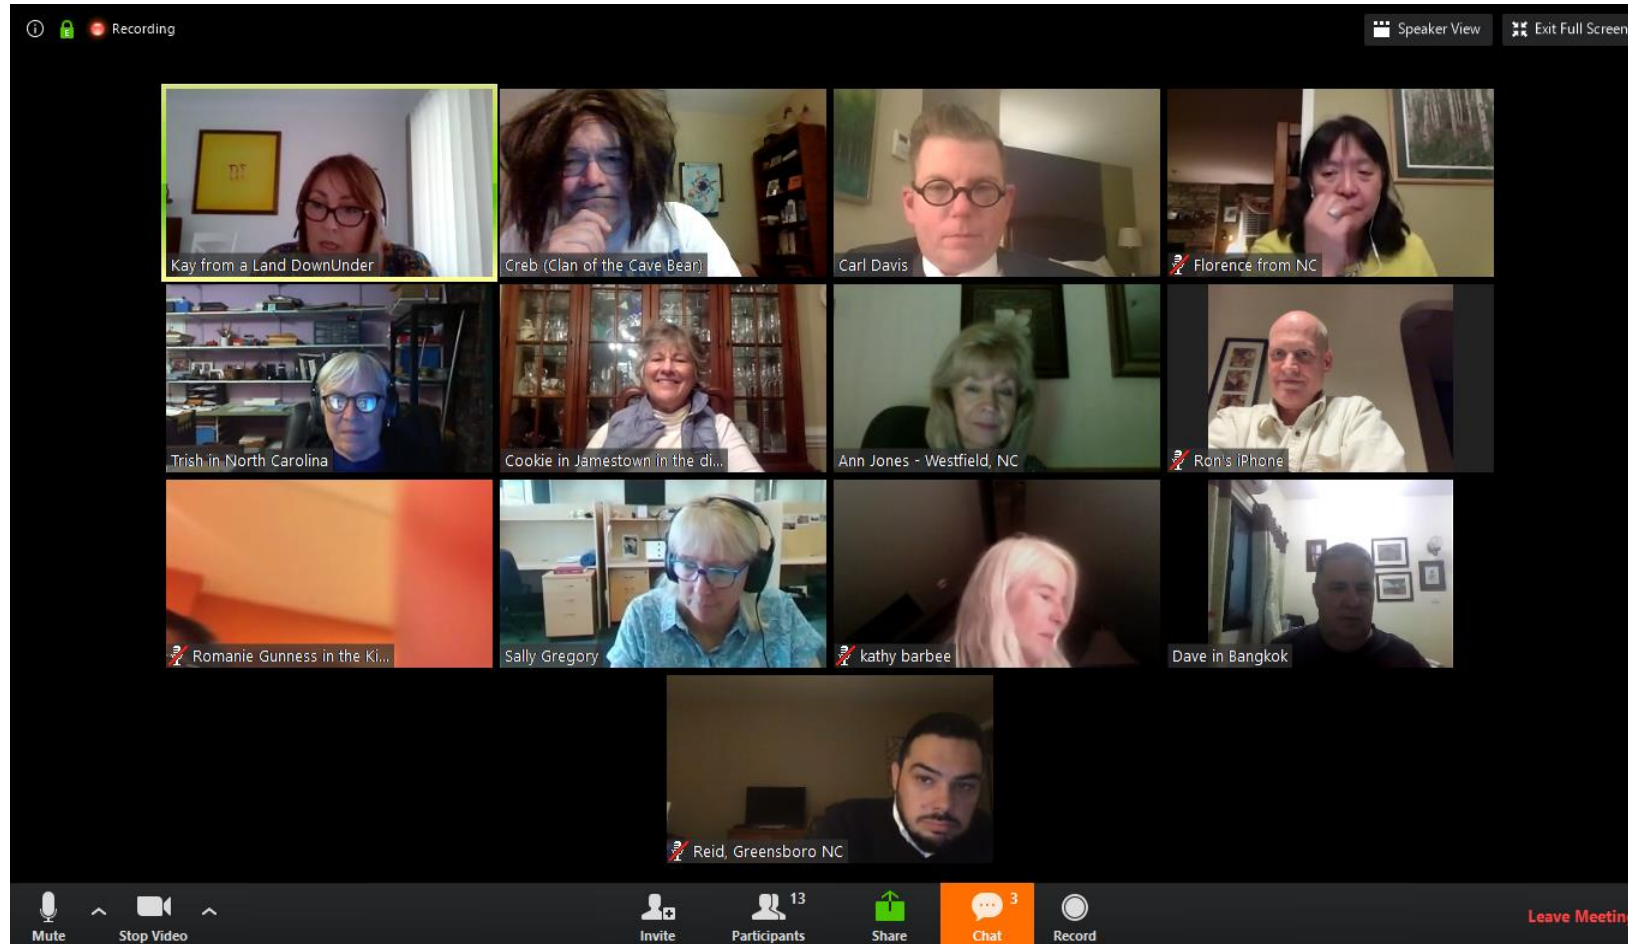 Recording
Speaker View
Exit Full Screen
Kay from a Land DownUnder
Creb (Clan of the Cave Bear)
Carl Davis
Florence from NC
Trish in North Carolina
Cookie in Jamestown in the di...
Ann Jones - Westfield, NC
Ron's iPhone
Romanie Gunness in the Ki...
Sally Gregory
kathy barbee
Dave in Bangkok
Reid, Greensboro NC
Mute
Stop Video
Invite
13
Participants
Share
3
Chat
Record
Leave Meetin